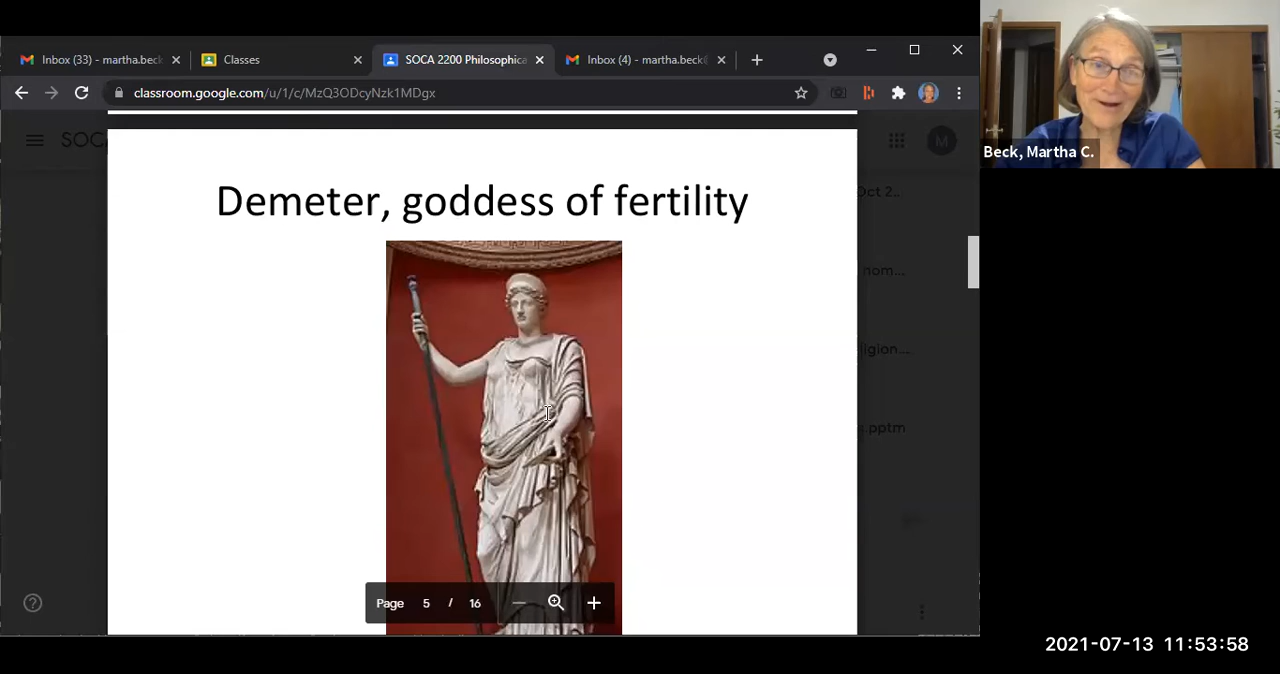 Inbox (33) - martha.beck
Classes
SOCA 2200 Philosophica
Inbox (4) - martha.beck@
classroom.google.com/u/1/c/MzQ3ODcyNzk1MDgx
SOC
M
Oct 2...
Demeter, goddess of fertility
nom...
ligion....
.pptm
Page 5 / 16
Beck, Martha C.
2021-07-13 11:53:58